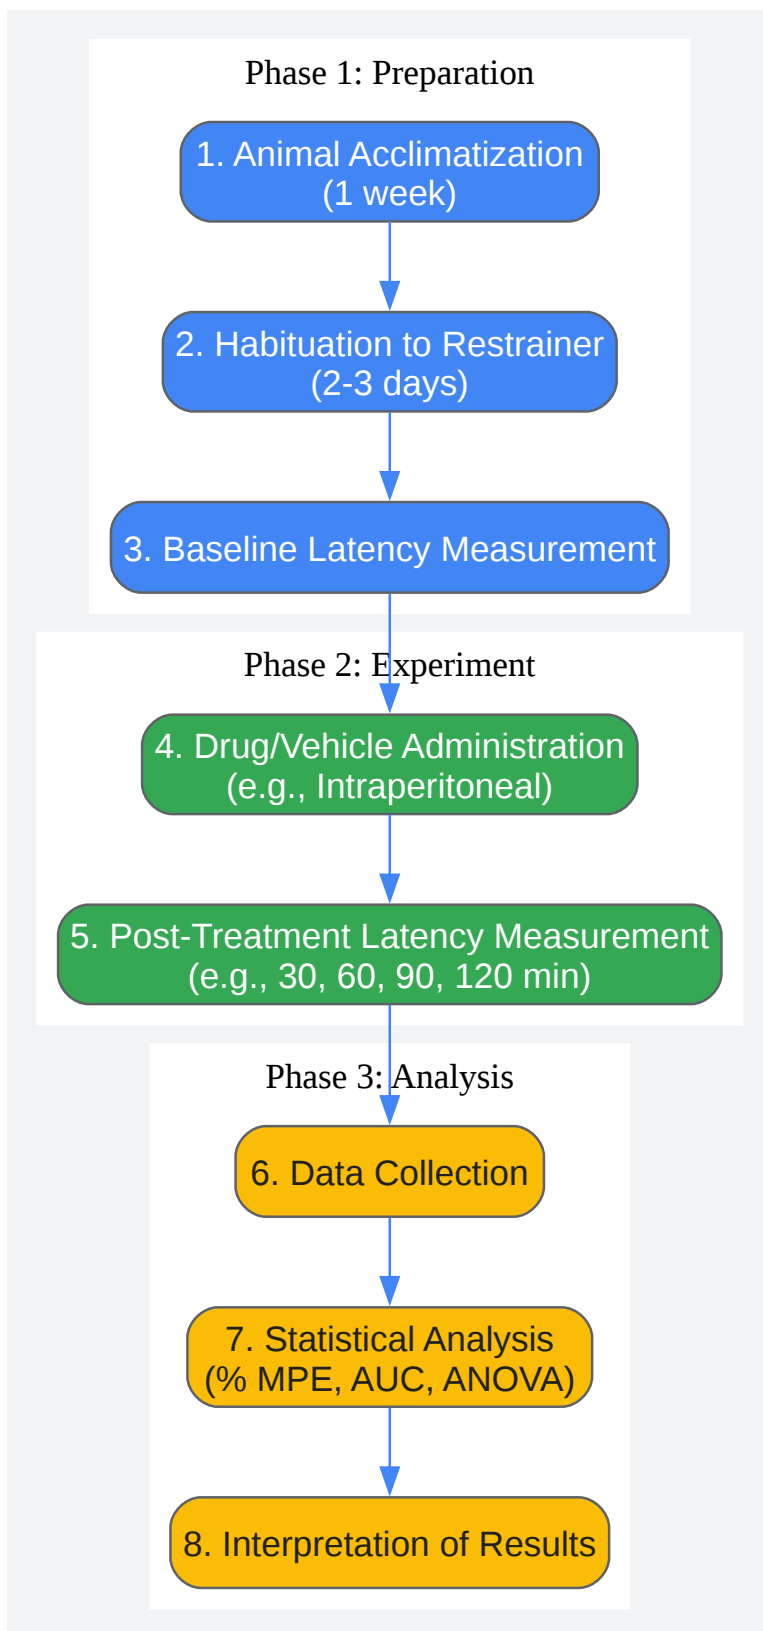 Phase 1: Preparation
1. Animal Acclimatization
(1 week)
2. Habituation to Restrainer
(2-3 days)
3. Baseline Latency Measurement
Phase 2: Experiment
4. Drug/Vehicle Administration
(e.g., Intraperitoneal)
5. Post-Treatment Latency Measurement
(e.g., 30, 60, 90, 120 min)
Phase 3: Analysis
6. Data Collection
7. Statistical Analysis
(% MPE, AUC, ANOVA)
8. Interpretation of Results